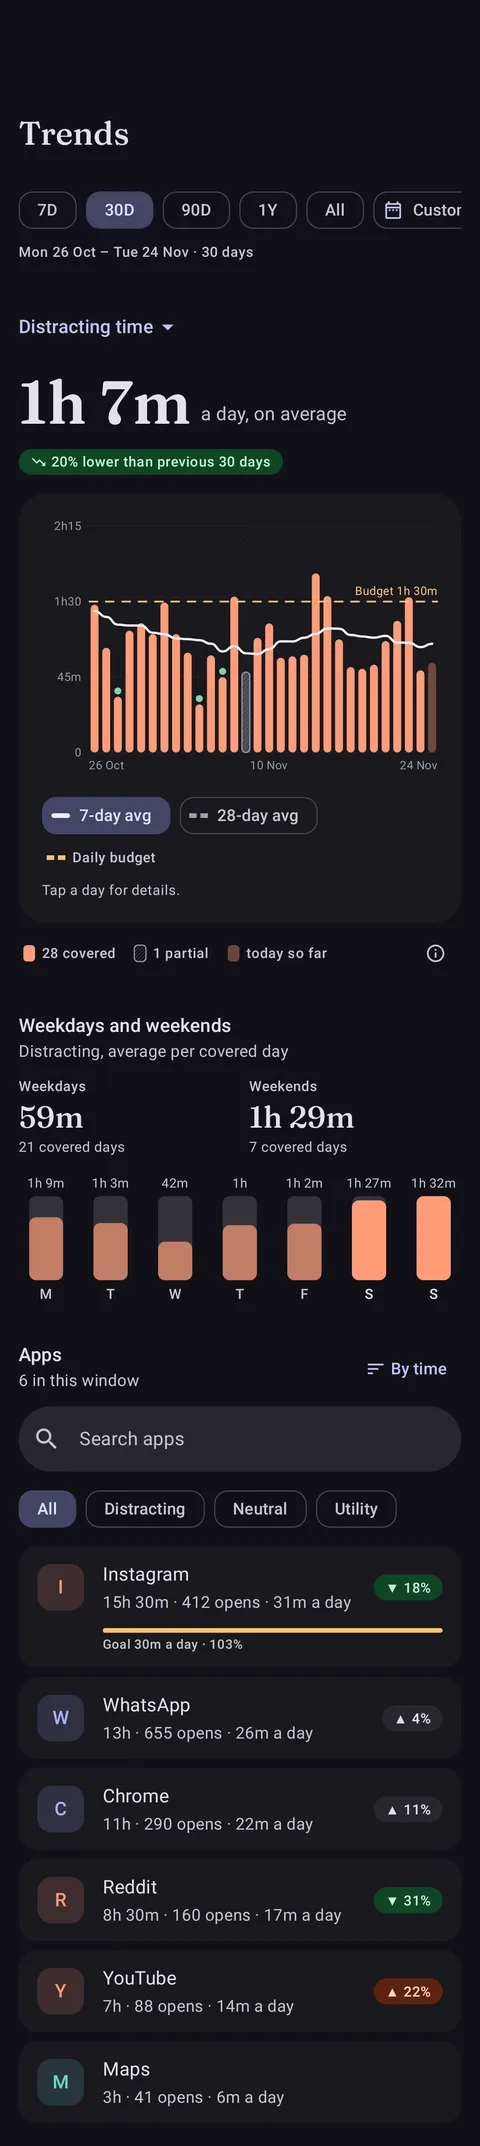 Trends
7D 30D 90D 1Y All Custor
Mon 26 Oct – Tue 24 Nov · 30 days
Distracting time
1h 7m a day, on average
20% lower than previous 30 days
2h15
Budget 1h 30m
1h30
45m
0
26 Oct 10 Nov 24 Nov
7-day avg 28-day avg
Daily budget
Tap a day for details.
28 covered 1 partial today so far
Weekdays and weekends
Distracting, average per covered day
Weekdays Weekends
59m 1h 29m
21 covered days 7 covered days
1h 9m 1h 3m 42m 1h 1h 2m 1h 27m 1h 32m
M T W T F S S
Apps
6 in this window
By time
Search apps
All Distracting Neutral Utility
I
Instagram
15h 30m · 412 opens · 31m a day
▼ 18%
Goal 30m a day · 103%
W
WhatsApp
13h · 655 opens · 26m a day
▲ 4%
C
Chrome
11h · 290 opens · 22m a day
▲ 11%
R
Reddit
8h 30m · 160 opens · 17m a day
▼ 31%
Y
YouTube
7h · 88 opens · 14m a day
▲ 22%
M
Maps
3h · 41 opens · 6m a day